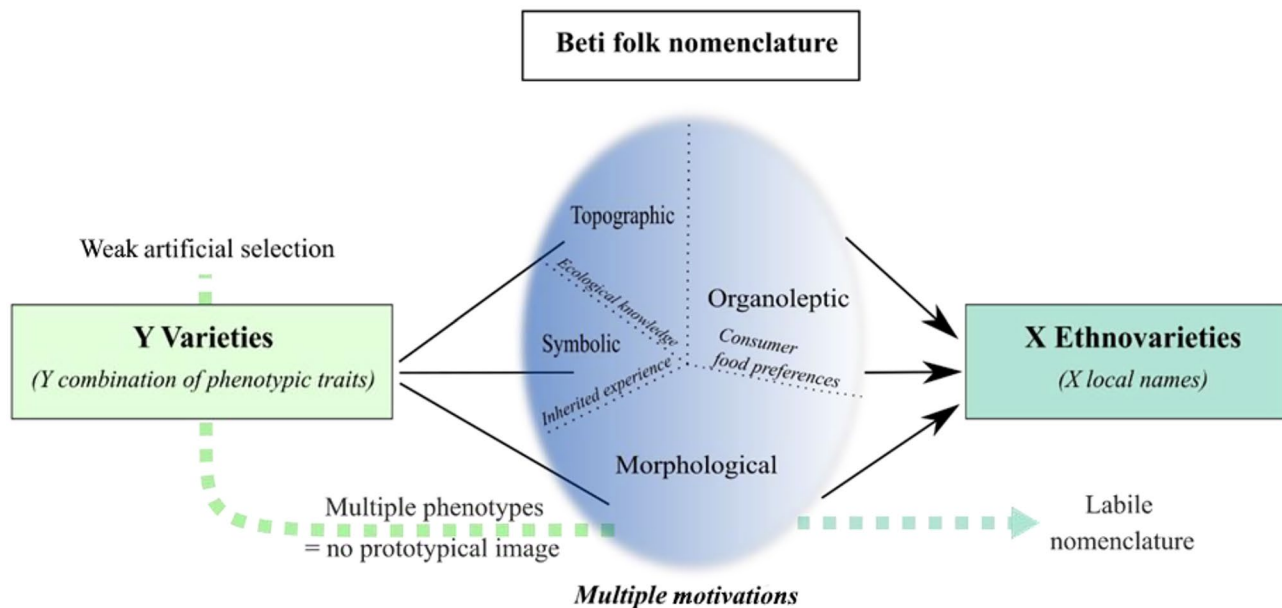 Beti folk nomenclature
Topographic
Weak artificial selection
Ecological knowledge
Organoleptic
Y Varieties
(Y combination of phenotypic traits)
Symbolic
Consumer
food preferences
X Ethnovarieties
(X local names)
Inherited experience
Morphological
Multiple phenotypes
= no prototypical image
Labile
nomenclature
Multiple motivations